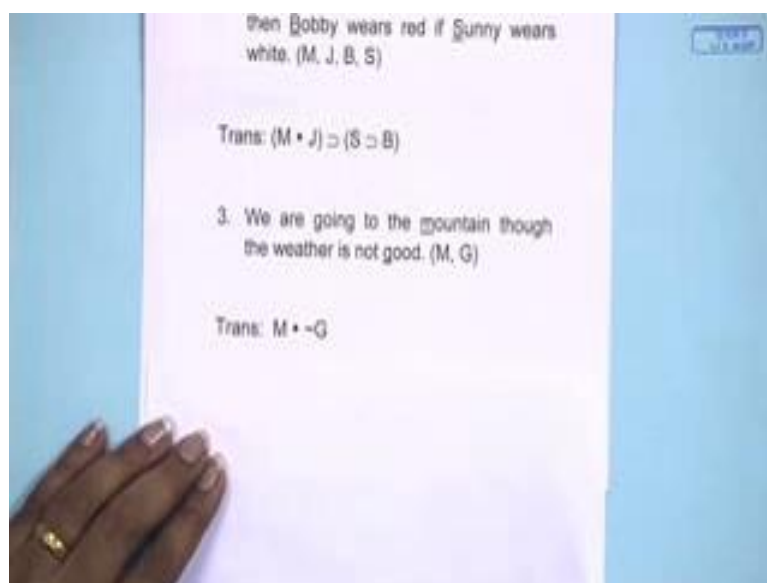 then Bobby wears red if Sunny wears
white. (M, J, B, S)
Trans: (M • J) ⊃ (S ⊃ B)
3. We are going to the mountain though
the weather is not good. (M, G)
Trans: M • ~G